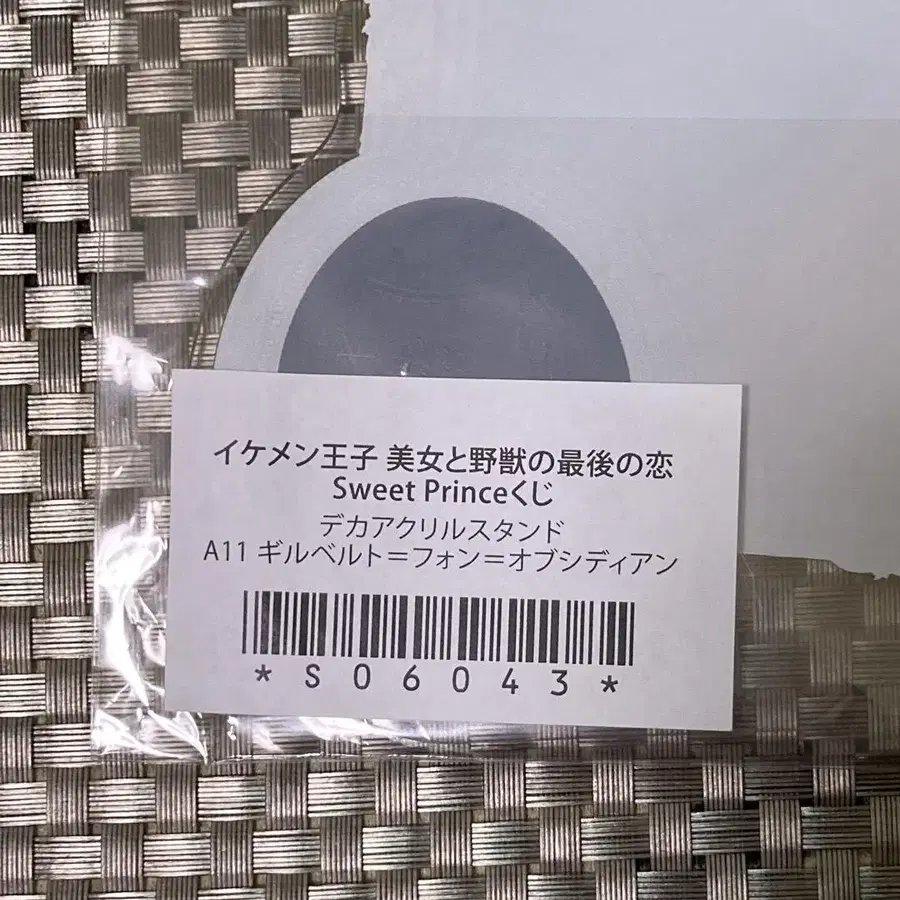 イケメン王子 美女と野獣の最後の恋
Sweet Princeくじ
デカアクリルスタンド
A11 ギルベルト＝フォン＝オブシディアン
*S06043*